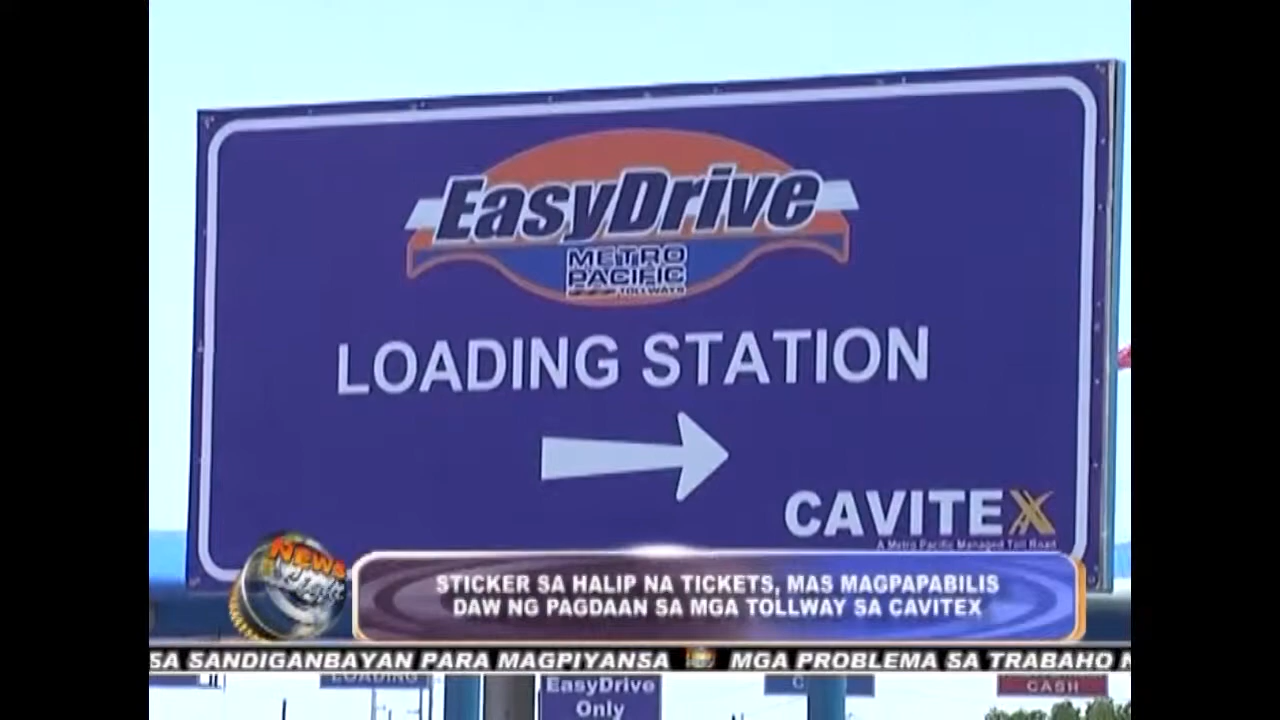 EasyDrive
METRO
PACIFIC
TOLLWAYS
LOADING STATION
CAVITEX
A Metro Pacific Managed Toll Road
NEWS
STICKER SA HALIP NA TICKETS, MAS MAGPAPABILIS
DAW NG PAGDAAN SA MGA TOLLWAY SA CAVITEX
SA SANDIGANBAYAN PARA MAGPIYANSA MGA PROBLEMA SA TRABAHO
LOADING
CASH
EasyDrive
Only